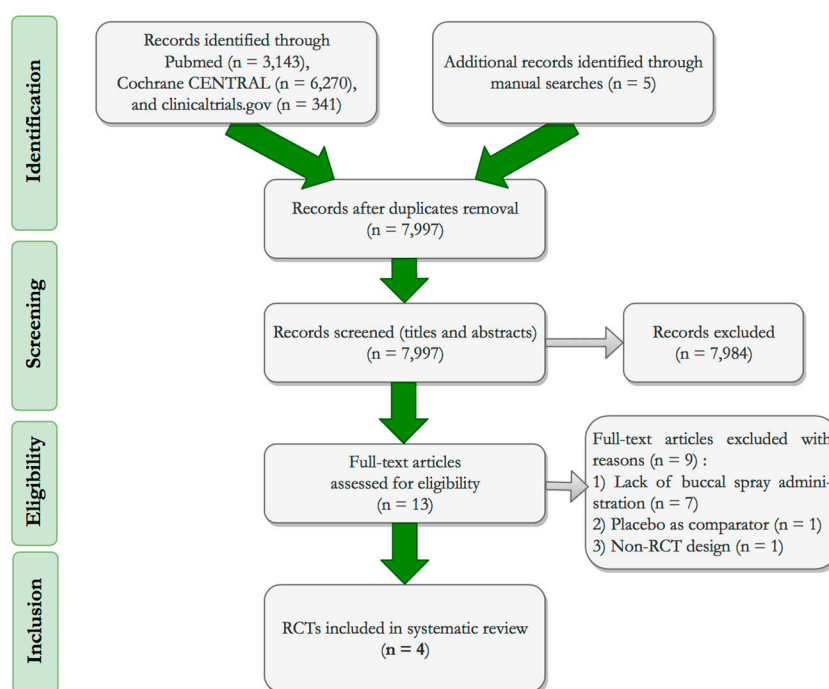 Identification
Records identified through
Pubmed (n = 3,143),
Cochrane CENTRAL (n = 6,270),
and clinicaltrials.gov (n = 341)
Additional records identified through
manual searches (n = 5)
Records after duplicates removal
(n = 7,997)
Screening
Records screened (titles and abstracts)
(n = 7,997)
Records excluded
(n = 7,984)
Eligibility
Full-text articles
assessed for eligibility
(n = 13)
Full-text articles excluded with
reasons (n = 9) :
1) Lack of buccal spray admini-
stration (n = 7)
2) Placebo as comparator (n = 1)
3) Non-RCT design (n = 1)
Inclusion
RCTs included in systematic review
(n = 4)